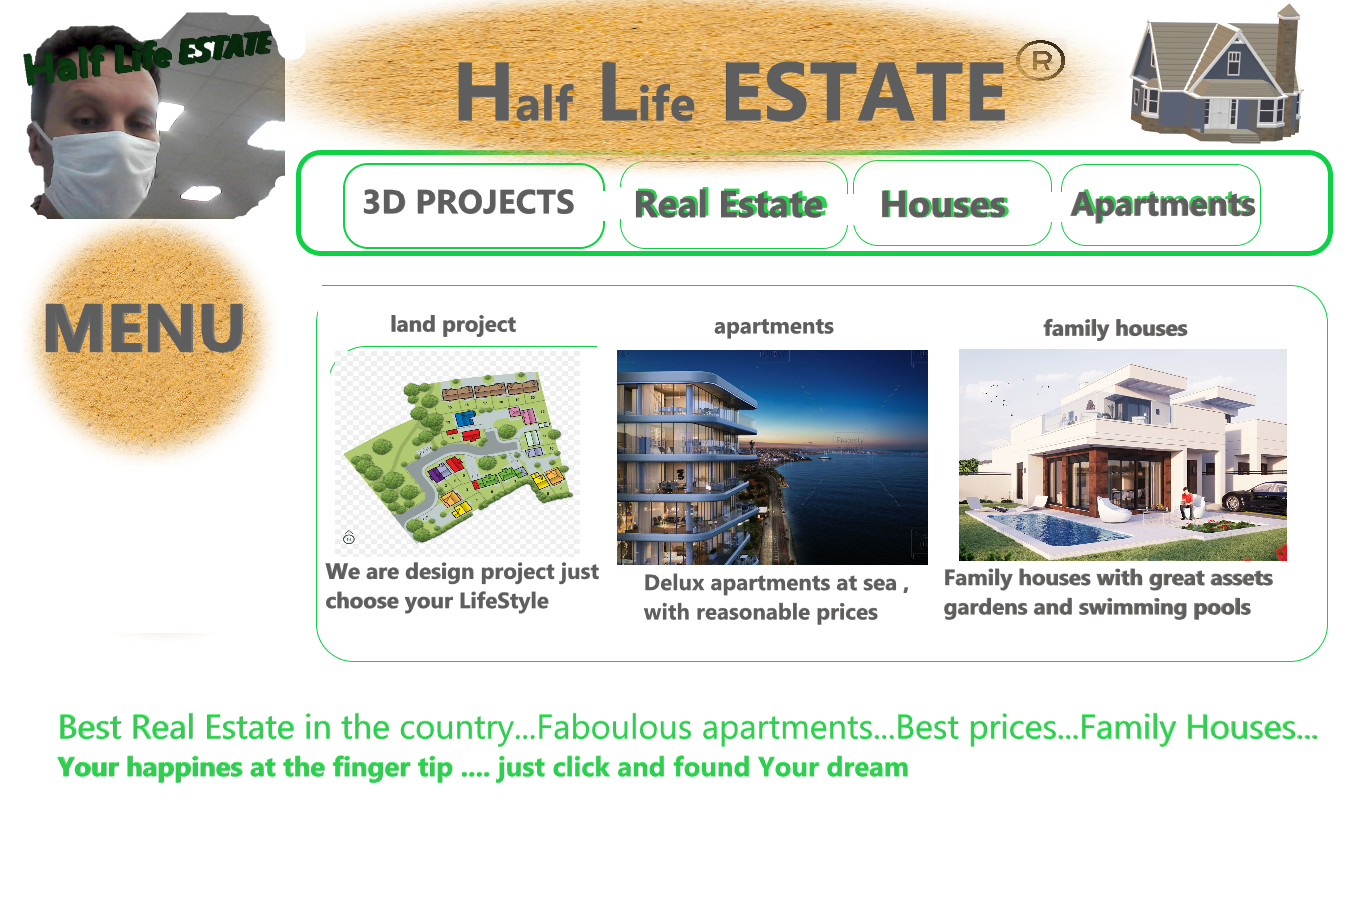 Half Life ESTATE
Half Life ESTATE ®
3D PROJECTS
Real Estate
Houses
Apartments
MENU
land project
apartments
family houses
We are design project just
choose your LifeStyle
Delux apartments at sea ,
with reasonable prices
Family houses with great assets
gardens and swimming pools
Best Real Estate in the country...Faboulous apartments...Best prices...Family Houses...
Your happines at the finger tip .... just click and found Your dream